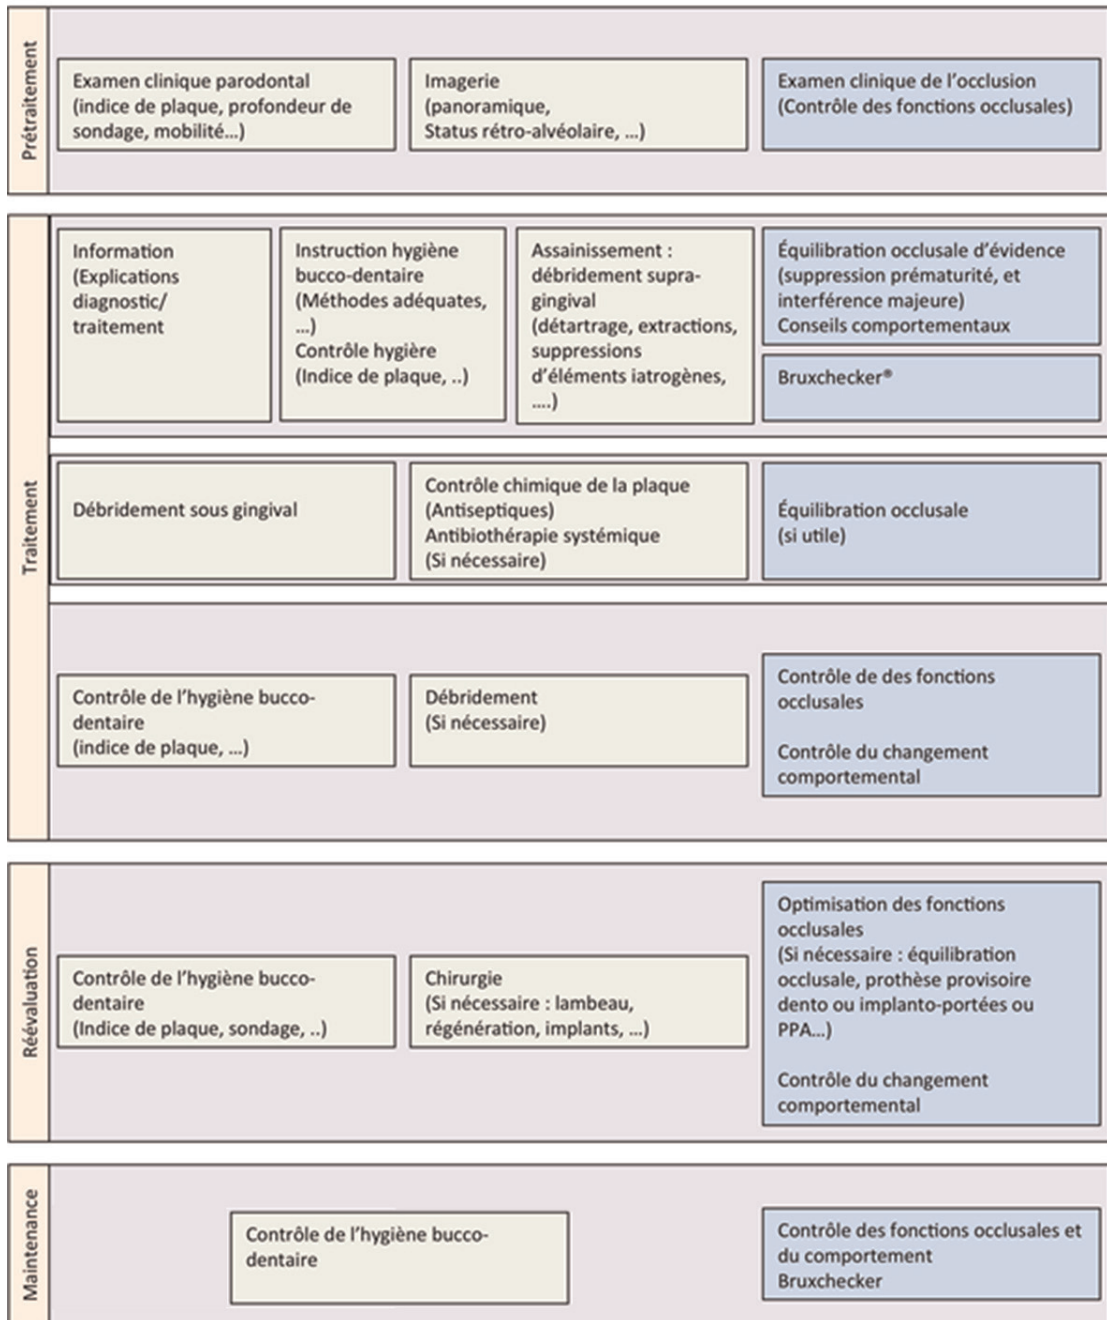 Prétraitement
Examen clinique parodontal
(indice de plaque, profondeur de
sondage, mobilité...)
Imagerie
(panoramique,
Status rétro-alvéolaire, ...)
Examen clinique de l'occlusion
(Contrôle des fonctions occlusales)
Traitement
Information
(Explications
diagnostic/
traitement
Instruction hygiène
bucco-dentaire
(Méthodes adéquates,
...)
Contrôle hygière
(Indice de plaque, ..)
Assainissement :
débridement supra-
gingival
(détartrage, extractions,
suppressions
d'éléments iatrogènes,
....)
Équilibration occlusale d'évidence
(suppression prématurité, et
interférence majeure)
Conseils comportementaux
Bruxchecker®
Débridement sous gingival
Contrôle chimique de la plaque
(Antiseptiques)
Antibiothérapie systémique
(Si nécessaire)
Équilibration occlusale
(si utile)
Contrôle de l'hygiène bucco-
dentaire
(indice de plaque, ...)
Débridement
(Si nécessaire)
Contrôle de des fonctions
occlusales
Contrôle du changement
comportemental
Réévaluation
Contrôle de l'hygiène bucco-
dentaire
(Indice de plaque, sondage, ..)
Chirurgie
(Si nécessaire : lambeau,
régénération, implants, ...)
Optimisation des fonctions
occlusales
(Si nécessaire : équilibration
occlusale, prothèse provisoire
dento ou implanto-portées ou
PPA...)
Contrôle du changement
comportemental
Maintenance
Contrôle de l'hygiène bucco-
dentaire
Contrôle des fonctions occlusales et
du comportement
Bruxchecker